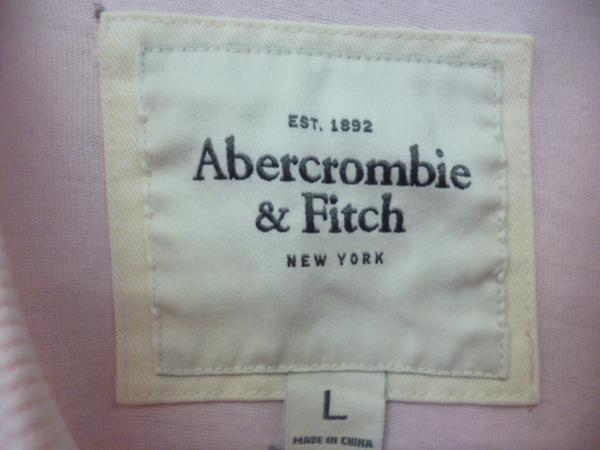 EST. 1892
Abercrombie
& Fitch
NEW YORK
L
MADE IN CHINA